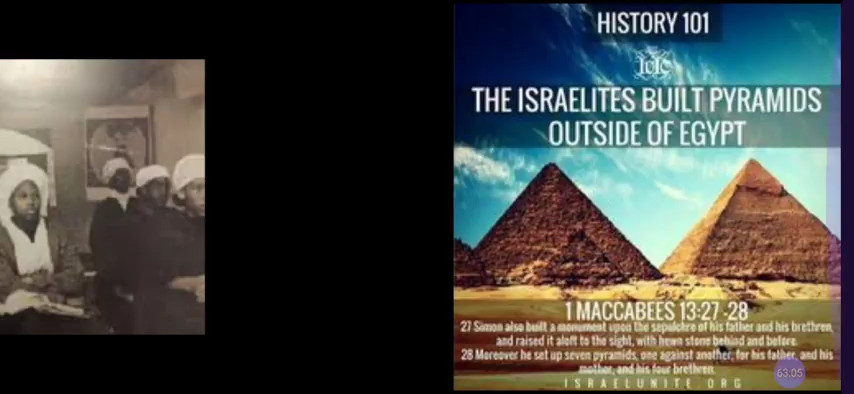 HISTORY 101
IUIC
THE ISRAELITES BUILT PYRAMIDS
OUTSIDE OF EGYPT
1 MACCABEES 13:27 -28
27 Simon also built a monument upon the sepulchre of his father and his brethren,
and raised it aloft to the sight, with hewn stone behind and before.
28 Moreover he set up seven pyramids, one against another, for his father, and his
mother, and his four brethren.
63:05
ISRAELUNITE.ORG